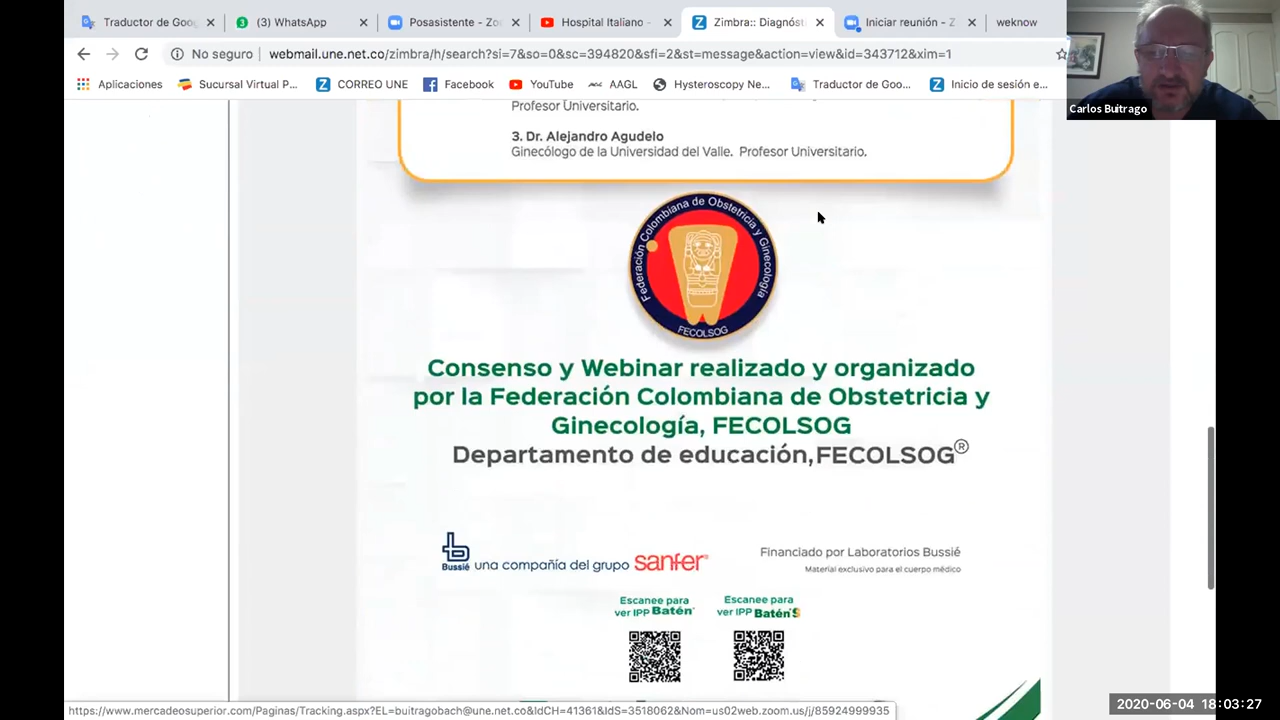 Traductor de Goo
(3) WhatsApp
Posasistente - Zo
Hospital Italiano -
Zimbra:: Diagnóst
Iniciar reunión - Z
weknow
No seguro
webmail.une.net.co/zimbra/h/search?si=7&so=0&sc=394820&sfi=2&st=message&action=view&id=343712&xim=1
Aplicaciones
Sucursal Virtual P...
CORREO UNE
Facebook
YouTube
AAGL
Hysteroscopy Ne...
Traductor de Goo...
Inicio de sesión e...
Carlos Buitrago
Profesor Universitario.
3. Dr. Alejandro Agudelo
Ginecólogo de la Universidad del Valle. Profesor Universitario.
Federación Colombiana de Obstetricia y Ginecología
FECOLSOG
Consenso y Webinar realizado y organizado
por la Federación Colombiana de Obstetricia y
Ginecología, FECOLSOG
Departamento de educación,FECOLSOG®
Bussié una compañía del grupo sanfer®
Financiado por Laboratorios Bussié
Material exclusivo para el cuerpo médico
Escanee para
ver IPP Batén®
Escanee para
ver IPP Batén S
https://www.mercadeosuperior.com/Paginas/Tracking.aspx?EL=buitragobach@une.net.co&IdCH=41361&IdS=3518062&Nom=us02web.zoom.us/j/85924999935
2020-06-04 18:03:27